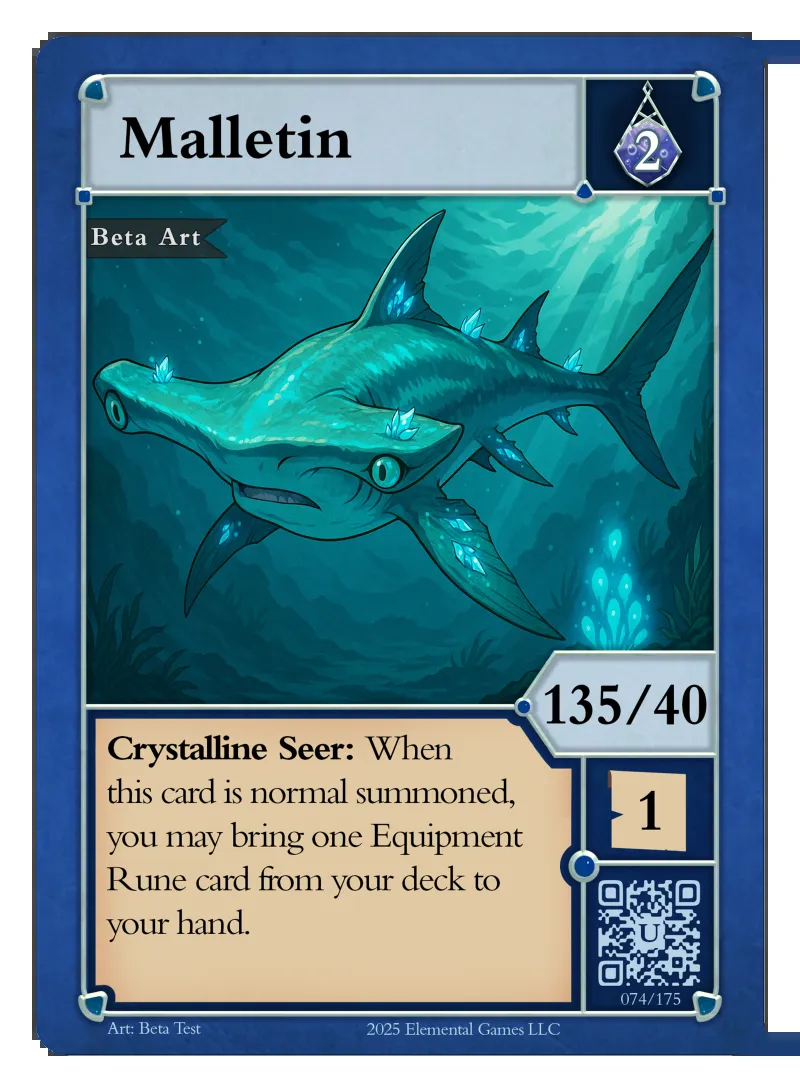 Malletin
2
Beta Art
135/40
Crystalline Seer: When
this card is normal summoned,
you may bring one Equipment
Rune card from your deck to
your hand.
1
U
074/175
Art: Beta Test
2025 Elemental Games LLC